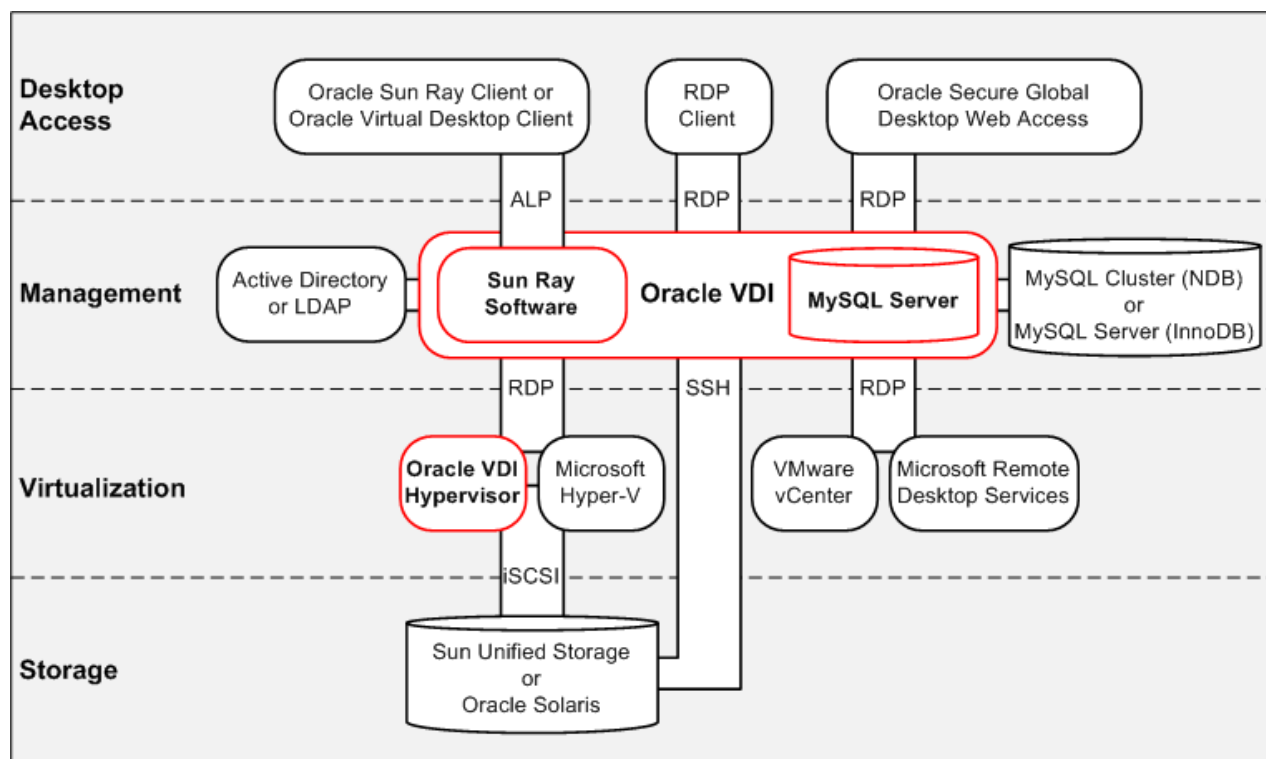 Desktop
Access
Oracle Sun Ray Client or
Oracle Virtual Desktop Client
RDP
Client
Oracle Secure Global
Desktop Web Access
ALP
RDP
RDP
Management
Active Directory
or LDAP
Sun Ray
Software
Oracle VDI
MySQL Server
MySQL Cluster (NDB)
or
MySQL Server (InnoDB)
RDP
SSH
RDP
Virtualization
Oracle VDI
Hypervisor
Microsoft
Hyper-V
VMware
vCenter
Microsoft Remote
Desktop Services
iSCSI
Storage
Sun Unified Storage
or
Oracle Solaris